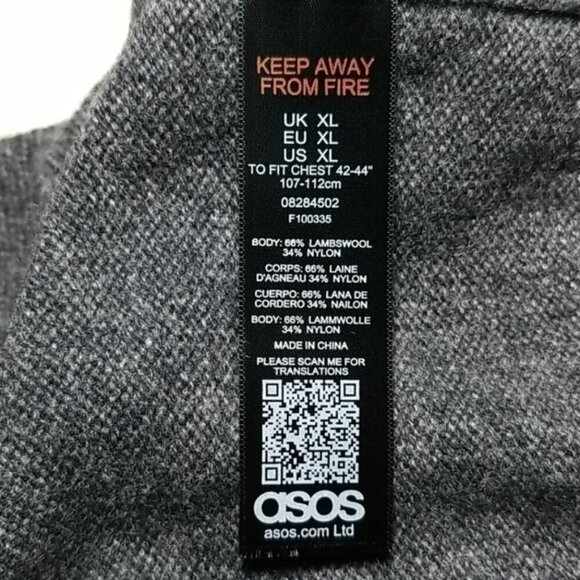 KEEP AWAY
FROM FIRE
UK XL
EU XL
US XL
TO FIT CHEST 42-44"
107-112cm
08284502
F100335
BODY: 66% LAMBSWOOL
34% NYLON
CORPS: 66% LAINE
D'AGNEAU 34% NYLON
CUERPO: 66% LANA DE
CORDERO 34% NAILON
BODY: 66% LAMMWOLLE
34% NYLON
MADE IN CHINA
PLEASE SCAN ME FOR
TRANSLATIONS
asos
asos.com Ltd